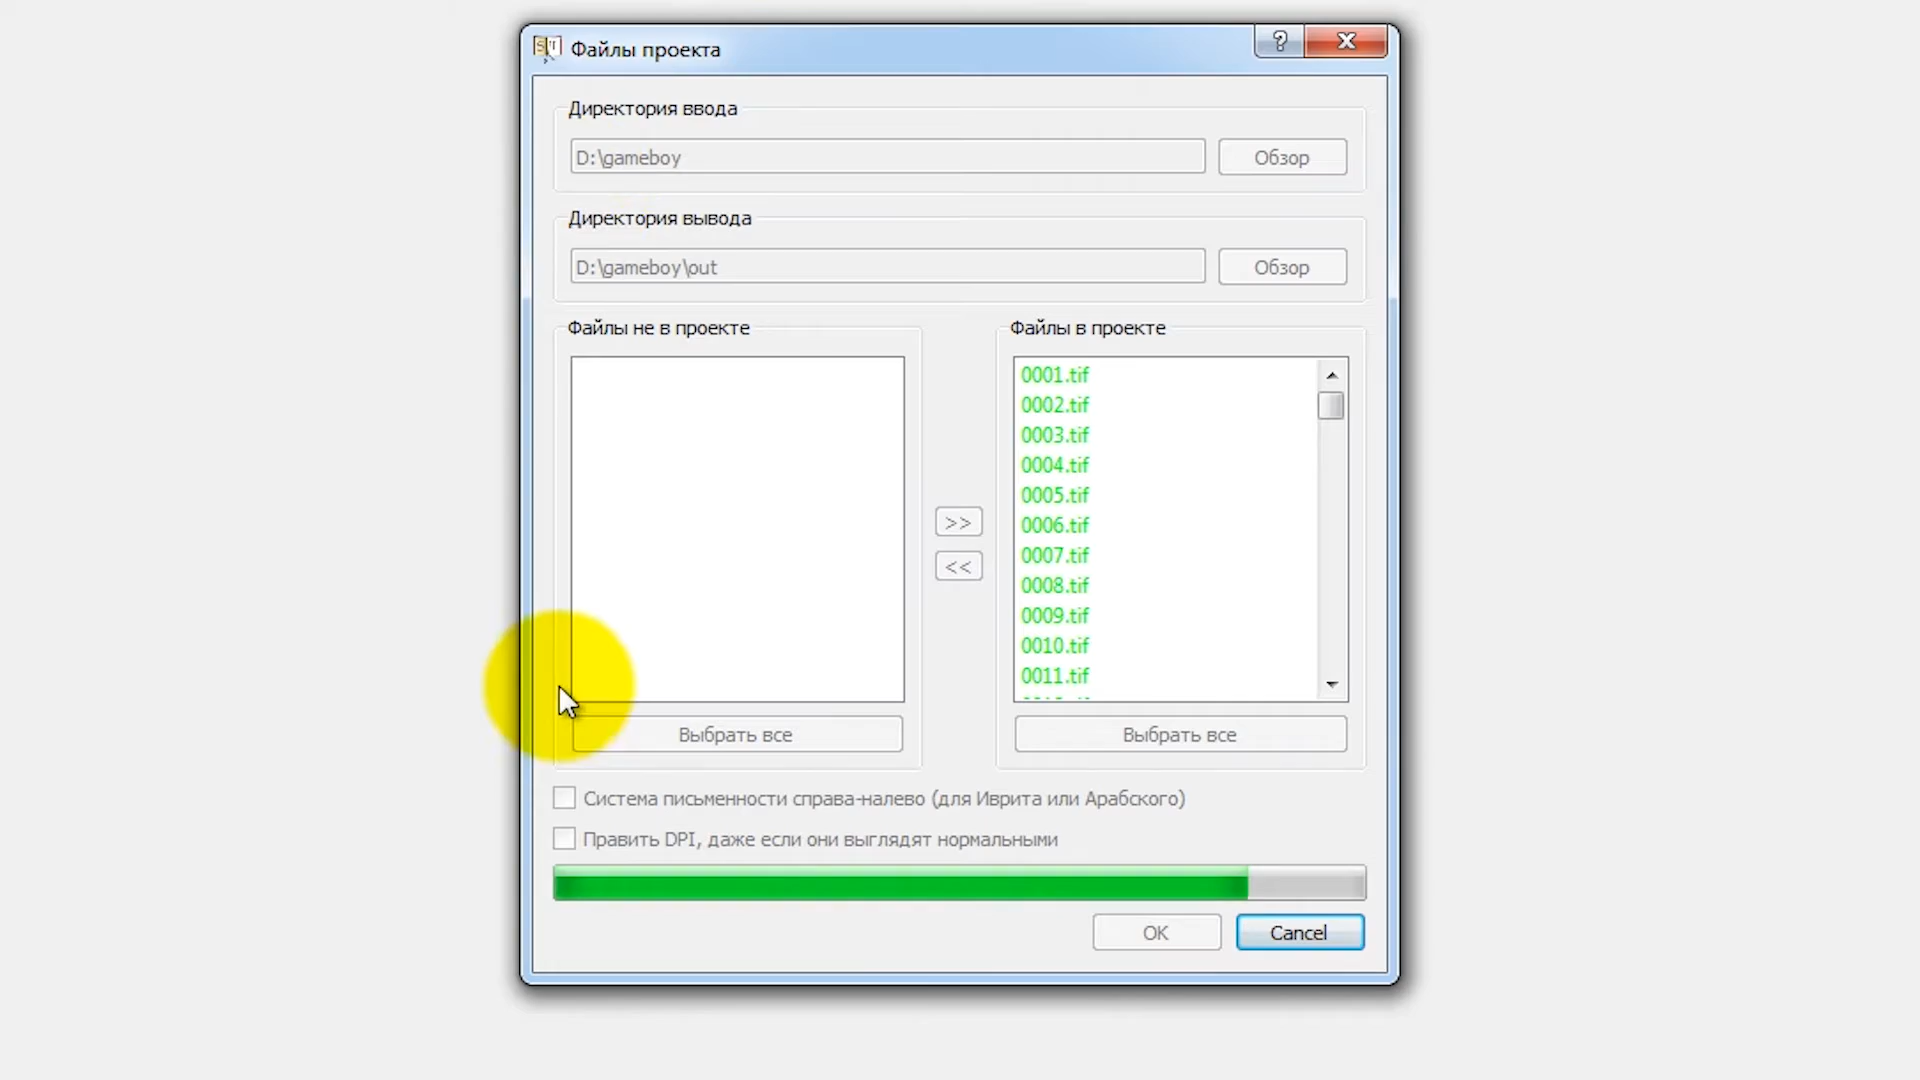 Файлы проекта
?
Директория ввода
D:\gameboy
Обзор
Директория вывода
D:\gameboy\out
Обзор
Файлы не в проекте
Файлы в проекте
0001.tif
0002.tif
0003.tif
0004.tif
0005.tif
0006.tif
0007.tif
0008.tif
0009.tif
0010.tif
0011.tif
>>
<<
Выбрать все
Выбрать все
Система письменности справа-налево (для Иврита или Арабского)
Править DPI, даже если они выглядят нормальными
OK
Cancel